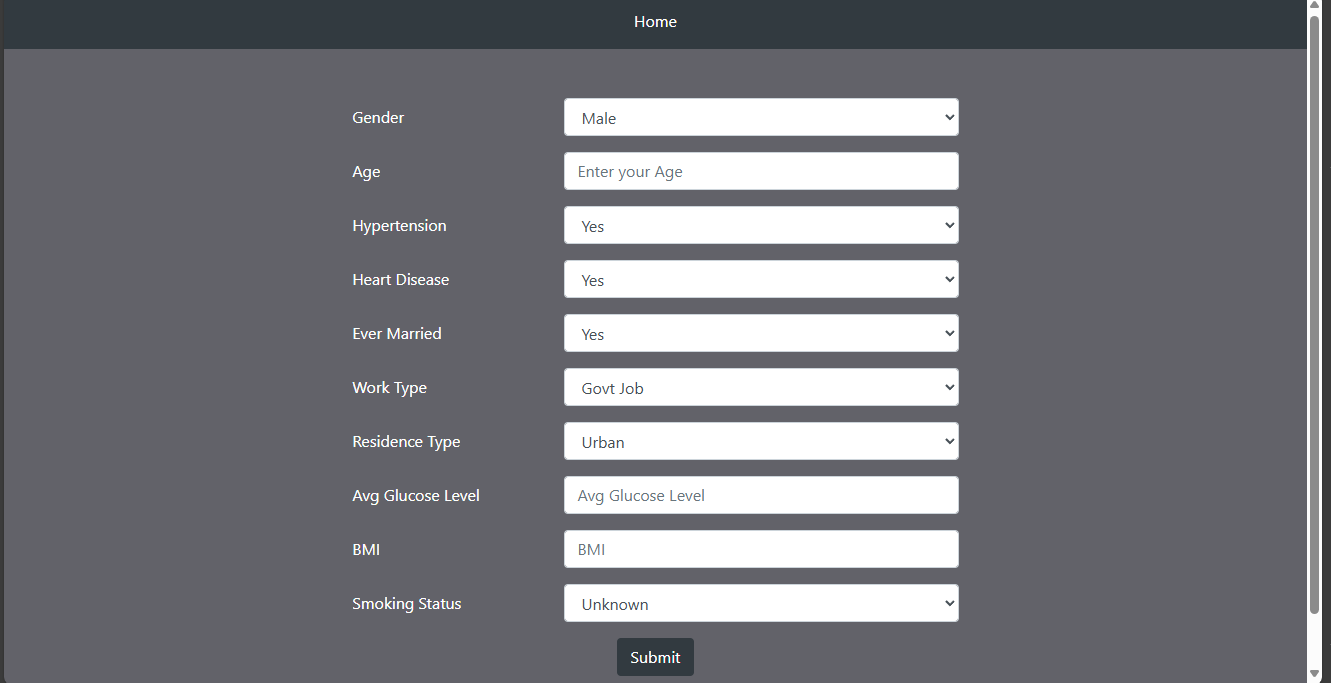 Home
Gender Male
Age Enter your Age
Hypertension Yes
Heart Disease Yes
Ever Married Yes
Work Type Govt Job
Residence Type Urban
Avg Glucose Level Avg Glucose Level
BMI BMI
Smoking Status Unknown
Submit